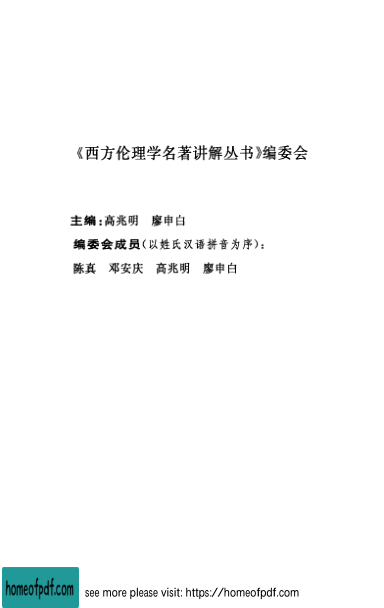 《西方伦理学名著讲解丛书》编委会
主编：高兆明　廖申白
编委会成员（以姓氏汉语拼音为序）：
陈真　邓安庆　高兆明　廖申白
homeofpdf.com
see more please visit: https://homeofpdf.com